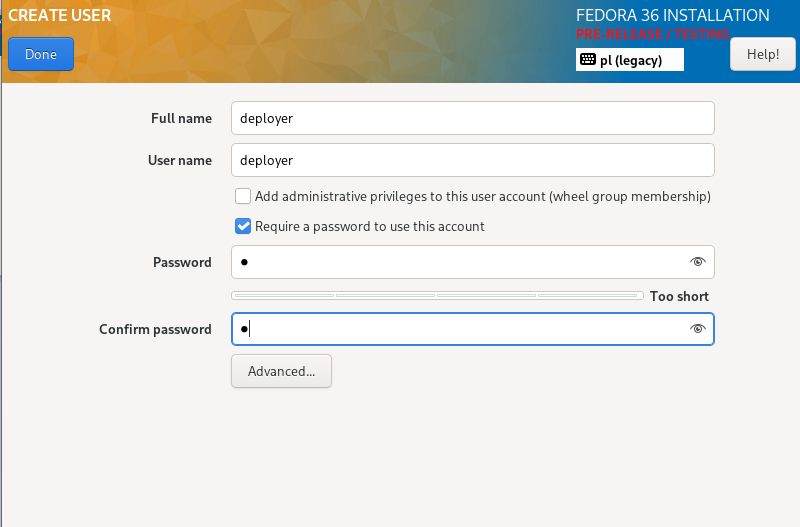 CREATE USER
FEDORA 36 INSTALLATION
PRE-RELEASE / TESTING
Done
pl (legacy)
Help!
Full name
deployer
User name
deployer
Add administrative privileges to this user account (wheel group membership)
Require a password to use this account
Password
●
Too short
Confirm password
●
Advanced...